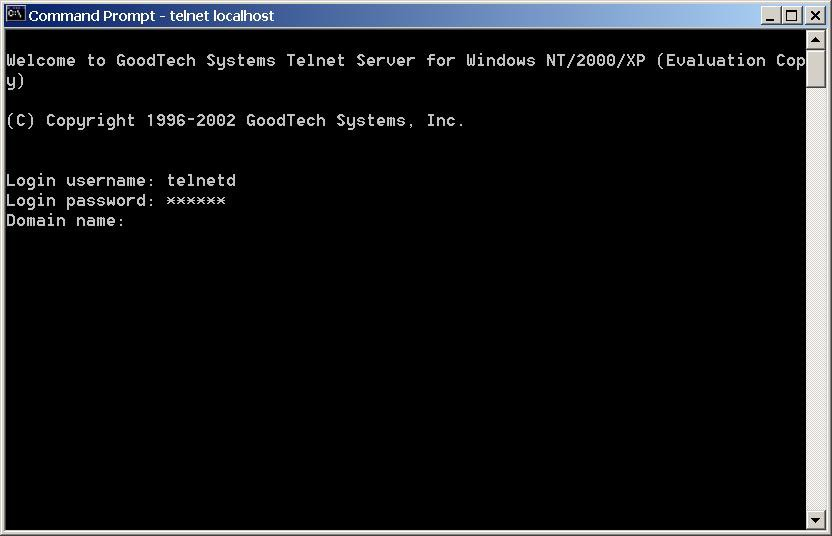 Command Prompt - telnet localhost
Welcome to GoodTech Systems Telnet Server for Windows NT/2000/XP (Evaluation Cop
y)
(C) Copyright 1996-2002 GoodTech Systems, Inc.
Login username: telnetd
Login password: ******
Domain name: